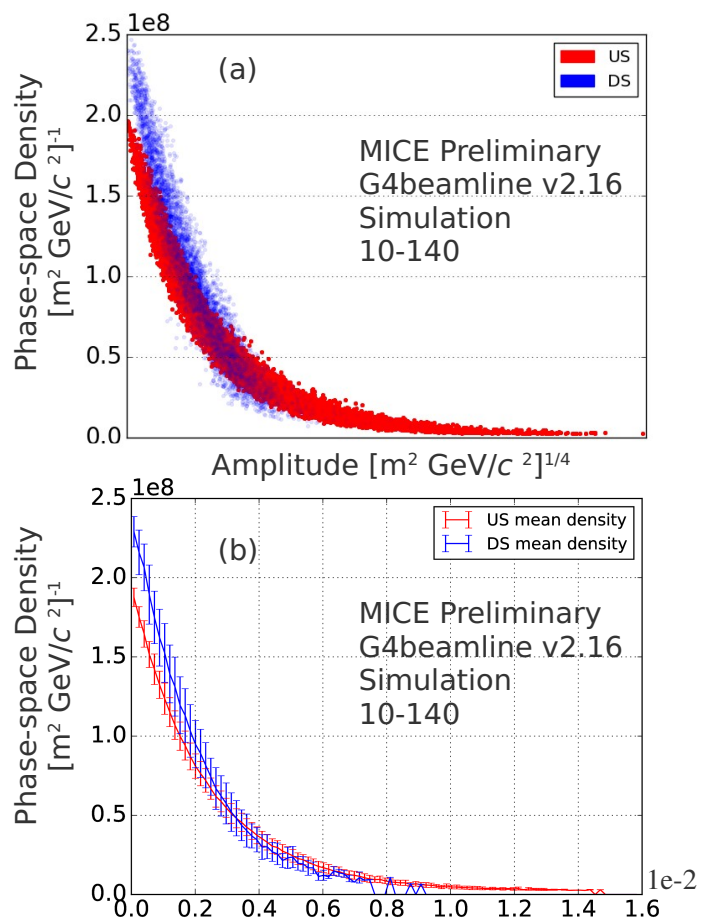 1e8
2.5
2.0
1.5
1.0
0.5
0.0
Phase-space Density
[m² GeV/c ²]⁻¹
(a)
US
DS
MICE Preliminary
G4beamline v2.16
Simulation
10-140
Amplitude [m² GeV/c ²]¹ᐟ⁴
1e8
2.5
2.0
1.5
1.0
0.5
0.0
Phase-space Density
[m² GeV/c ²]⁻¹
(b)
US mean density
DS mean density
MICE Preliminary
G4beamline v2.16
Simulation
10-140
0.0 0.2 0.4 0.6 0.8 1.0 1.2 1.4 1.6
1e-2